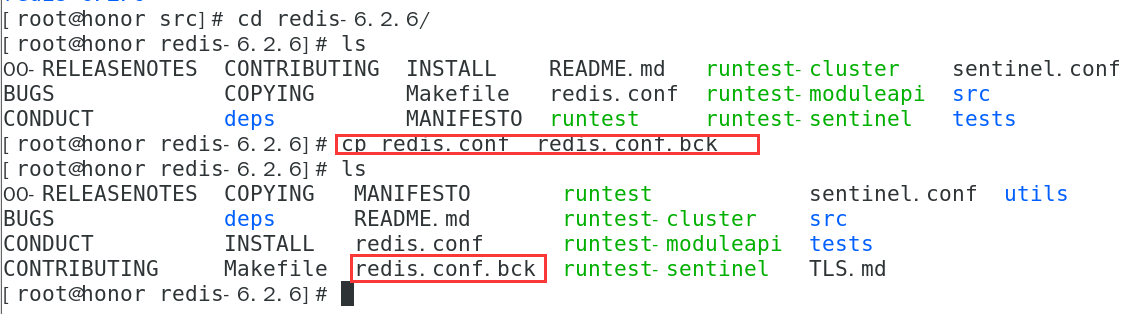 [root@honor src]# cd redis-6.2.6/
[root@honor redis-6.2.6]# ls
00-RELEASENOTES  CONTRIBUTING  INSTALL    README.md   runtest-cluster    sentinel.conf
BUGS             COPYING       Makefile   redis.conf  runtest-moduleapi  src
CONDUCT          deps          MANIFESTO  runtest     runtest-sentinel   tests
[root@honor redis-6.2.6]# cp redis.conf  redis.conf.bck
[root@honor redis-6.2.6]# ls
00-RELEASENOTES  COPYING   MANIFESTO       runtest            sentinel.conf  utils
BUGS             deps      README.md       runtest-cluster    src
CONDUCT          INSTALL   redis.conf      runtest-moduleapi  tests
CONTRIBUTING     Makefile  redis.conf.bck  runtest-sentinel   TLS.md
[root@honor redis-6.2.6]#